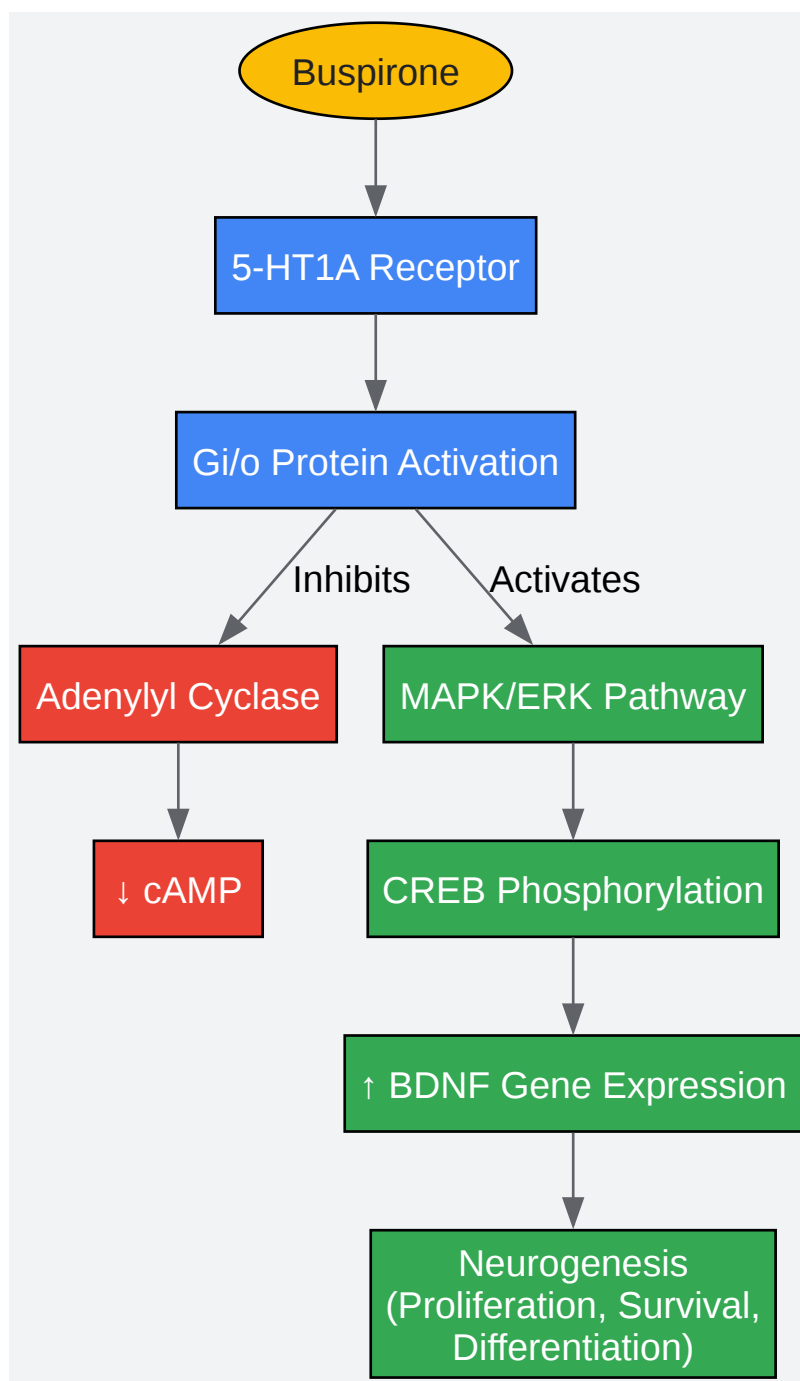 Buspirone
5-HT1A Receptor
Gi/o Protein Activation
Inhibits
Activates
Adenylyl Cyclase
MAPK/ERK Pathway
↓ cAMP
CREB Phosphorylation
↑ BDNF Gene Expression
Neurogenesis
(Proliferation, Survival,
Differentiation)